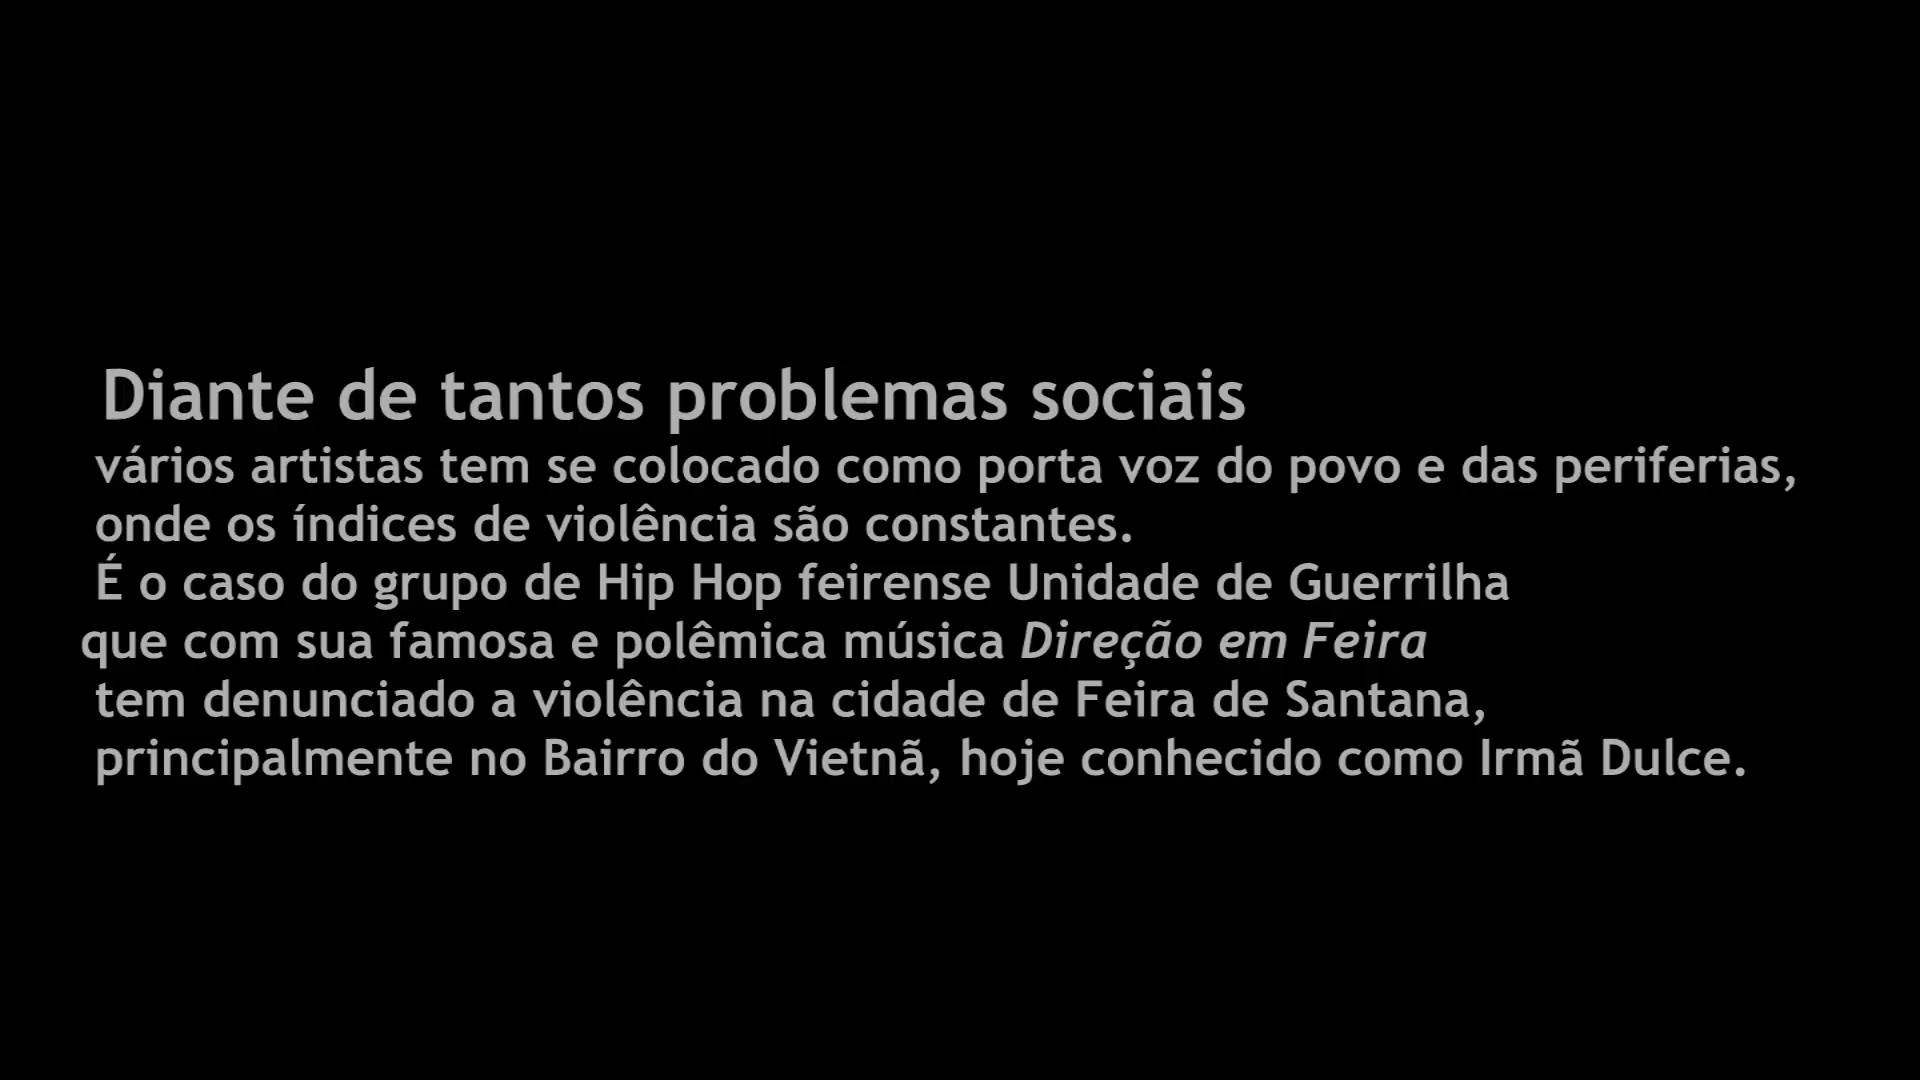 Diante de tantos problemas sociais
vários artistas tem se colocado como porta voz do povo e das periferias,
onde os índices de violência são constantes.
É o caso do grupo de Hip Hop feirense Unidade de Guerrilha
que com sua famosa e polêmica música Direção em Feira
tem denunciado a violência na cidade de Feira de Santana,
principalmente no Bairro do Vietnã, hoje conhecido como Irmã Dulce.